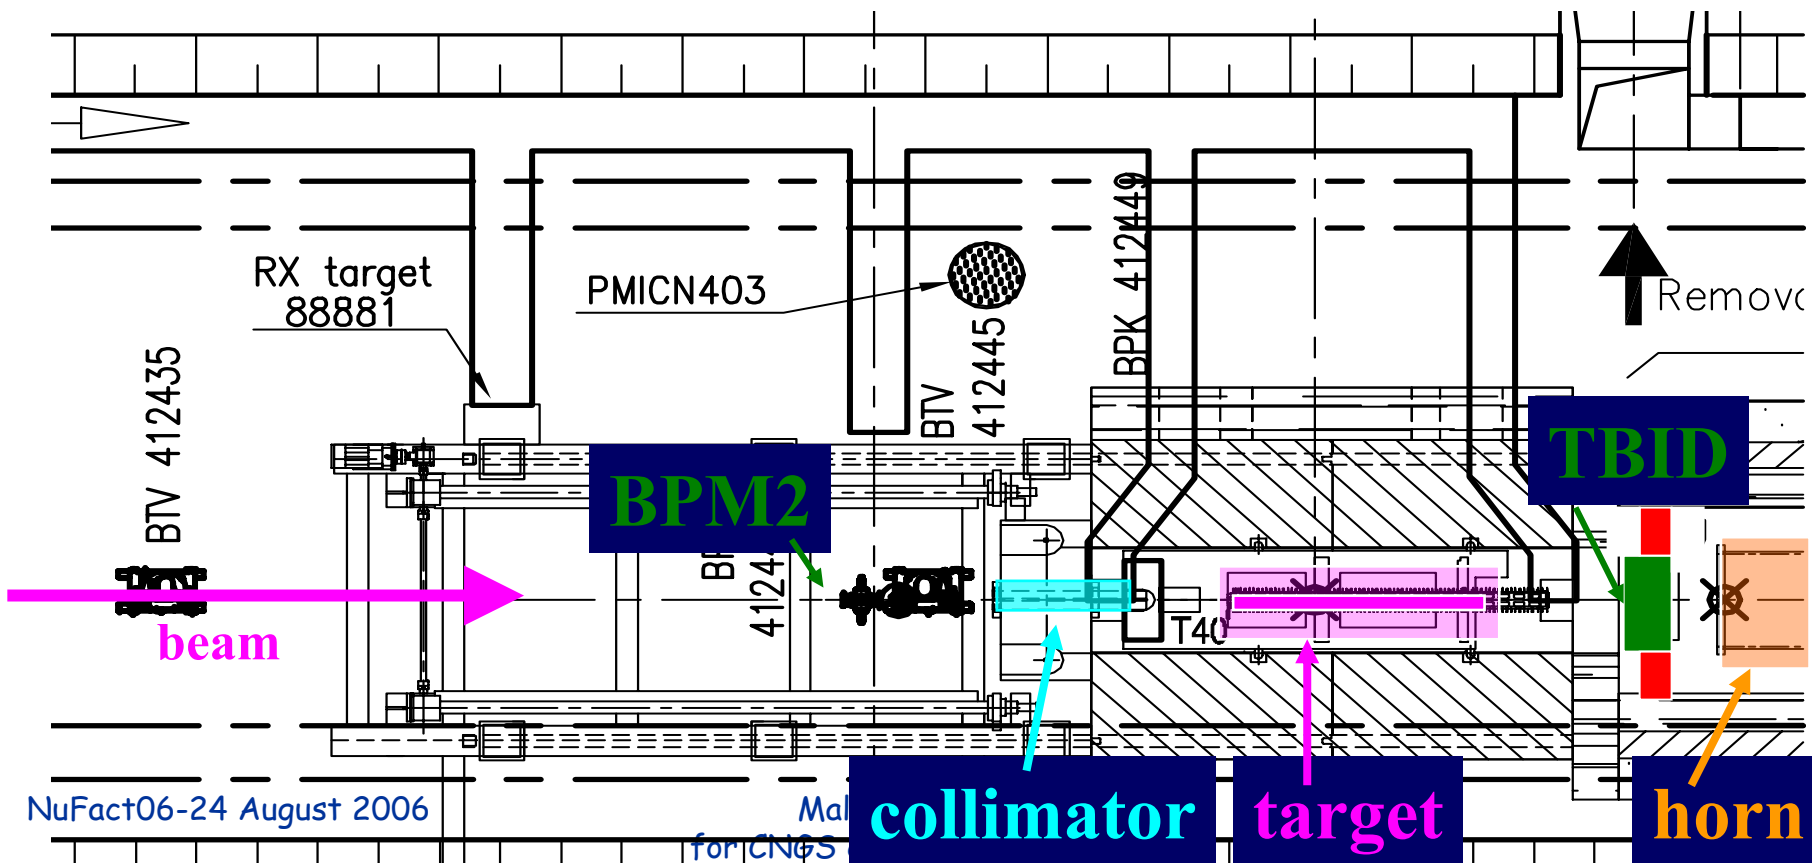 RX target
88881
PMICN403
BTV 412435
BTV
412445
BPK 412449
Remov
BPM2
TBID
beam
T40
collimator
target
horn
NuFact06-24 August 2006
for CNGS